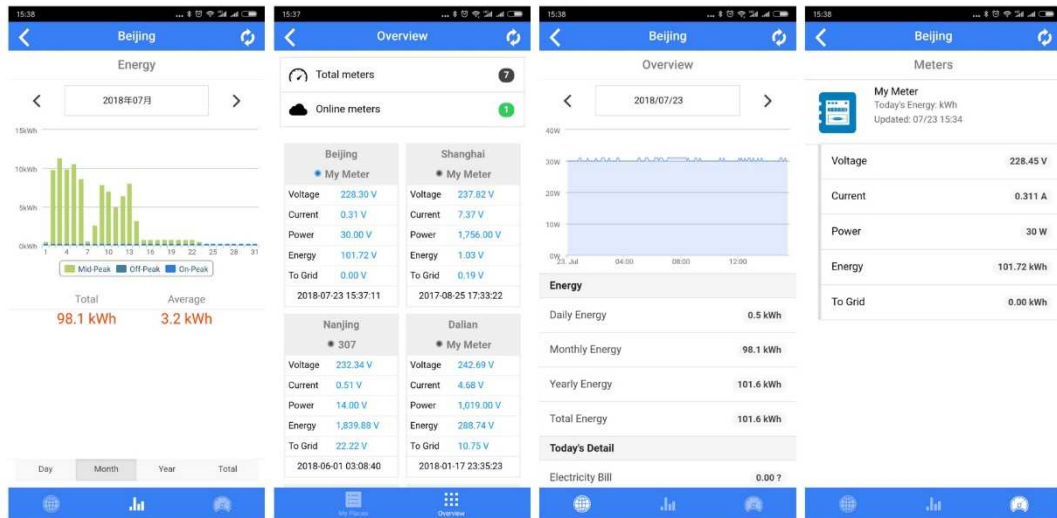 15:38
...
Beijing
Energy
2018年07月
15kWh
10kWh
5kWh
0kWh
1 4 7 10 13 16 19 22 25 28 31
Mid-Peak Off-Peak On-Peak
Total Average
98.1 kWh 3.2 kWh
Day Month Year Total
15:37
...
Overview
Total meters 7
Online meters 1
Beijing
My Meter
Voltage 228.30 V
Current 0.31 V
Power 30.00 V
Energy 101.72 V
To Grid 0.00 V
2018-07-23 15:37:11
Shanghai
My Meter
Voltage 237.82 V
Current 7.37 V
Power 1,756.00 V
Energy 1.03 V
To Grid 0.19 V
2017-08-25 17:33:22
Nanjing
307
Voltage 232.34 V
Current 0.51 V
Power 14.00 V
Energy 1,839.88 V
To Grid 22.22 V
2018-06-01 03:08:40
Dalian
My Meter
Voltage 242.69 V
Current 4.68 V
Power 1,019.00 V
Energy 288.74 V
To Grid 10.75 V
2018-01-17 23:35:23
My Places Overview
15:38
...
Beijing
Overview
2018/07/23
40W
30W
20W
10W
0W
23. Jul 04:00 08:00 12:00
Energy
Daily Energy 0.5 kWh
Monthly Energy 98.1 kWh
Yearly Energy 101.6 kWh
Total Energy 101.6 kWh
Today's Detail
Electricity Bill 0.00 ?
15:38
...
Beijing
Meters
My Meter
Today's Energy: kWh
Updated: 07/23 15:34
Voltage 228.45 V
Current 0.311 A
Power 30 W
Energy 101.72 kWh
To Grid 0.00 kWh